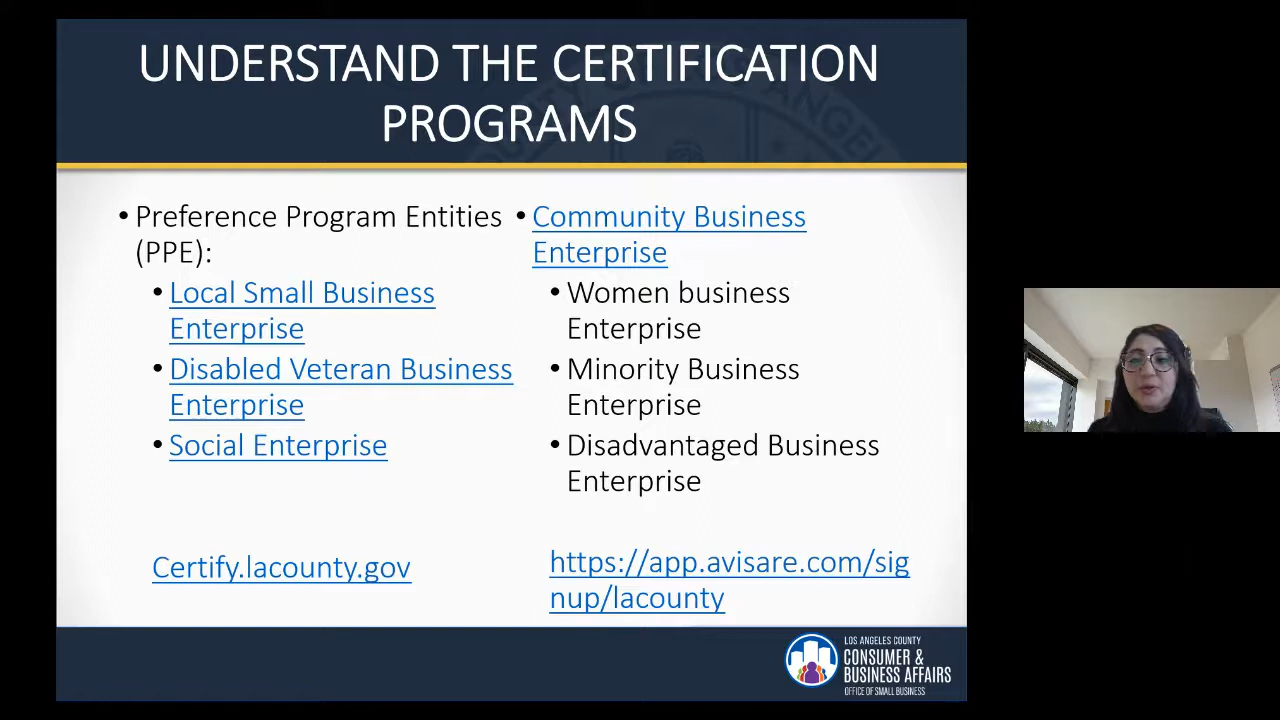 UNDERSTAND THE CERTIFICATION
PROGRAMS
• Preference Program Entities
(PPE):
• Local Small Business
Enterprise
• Disabled Veteran Business
Enterprise
• Social Enterprise
Certify.lacounty.gov
• Community Business
Enterprise
• Women business
Enterprise
• Minority Business
Enterprise
• Disadvantaged Business
Enterprise
https://app.avisare.com/sig
nup/lacounty
LOS ANGELES COUNTY
CONSUMER &
BUSINESS AFFAIRS
OFFICE OF SMALL BUSINESS